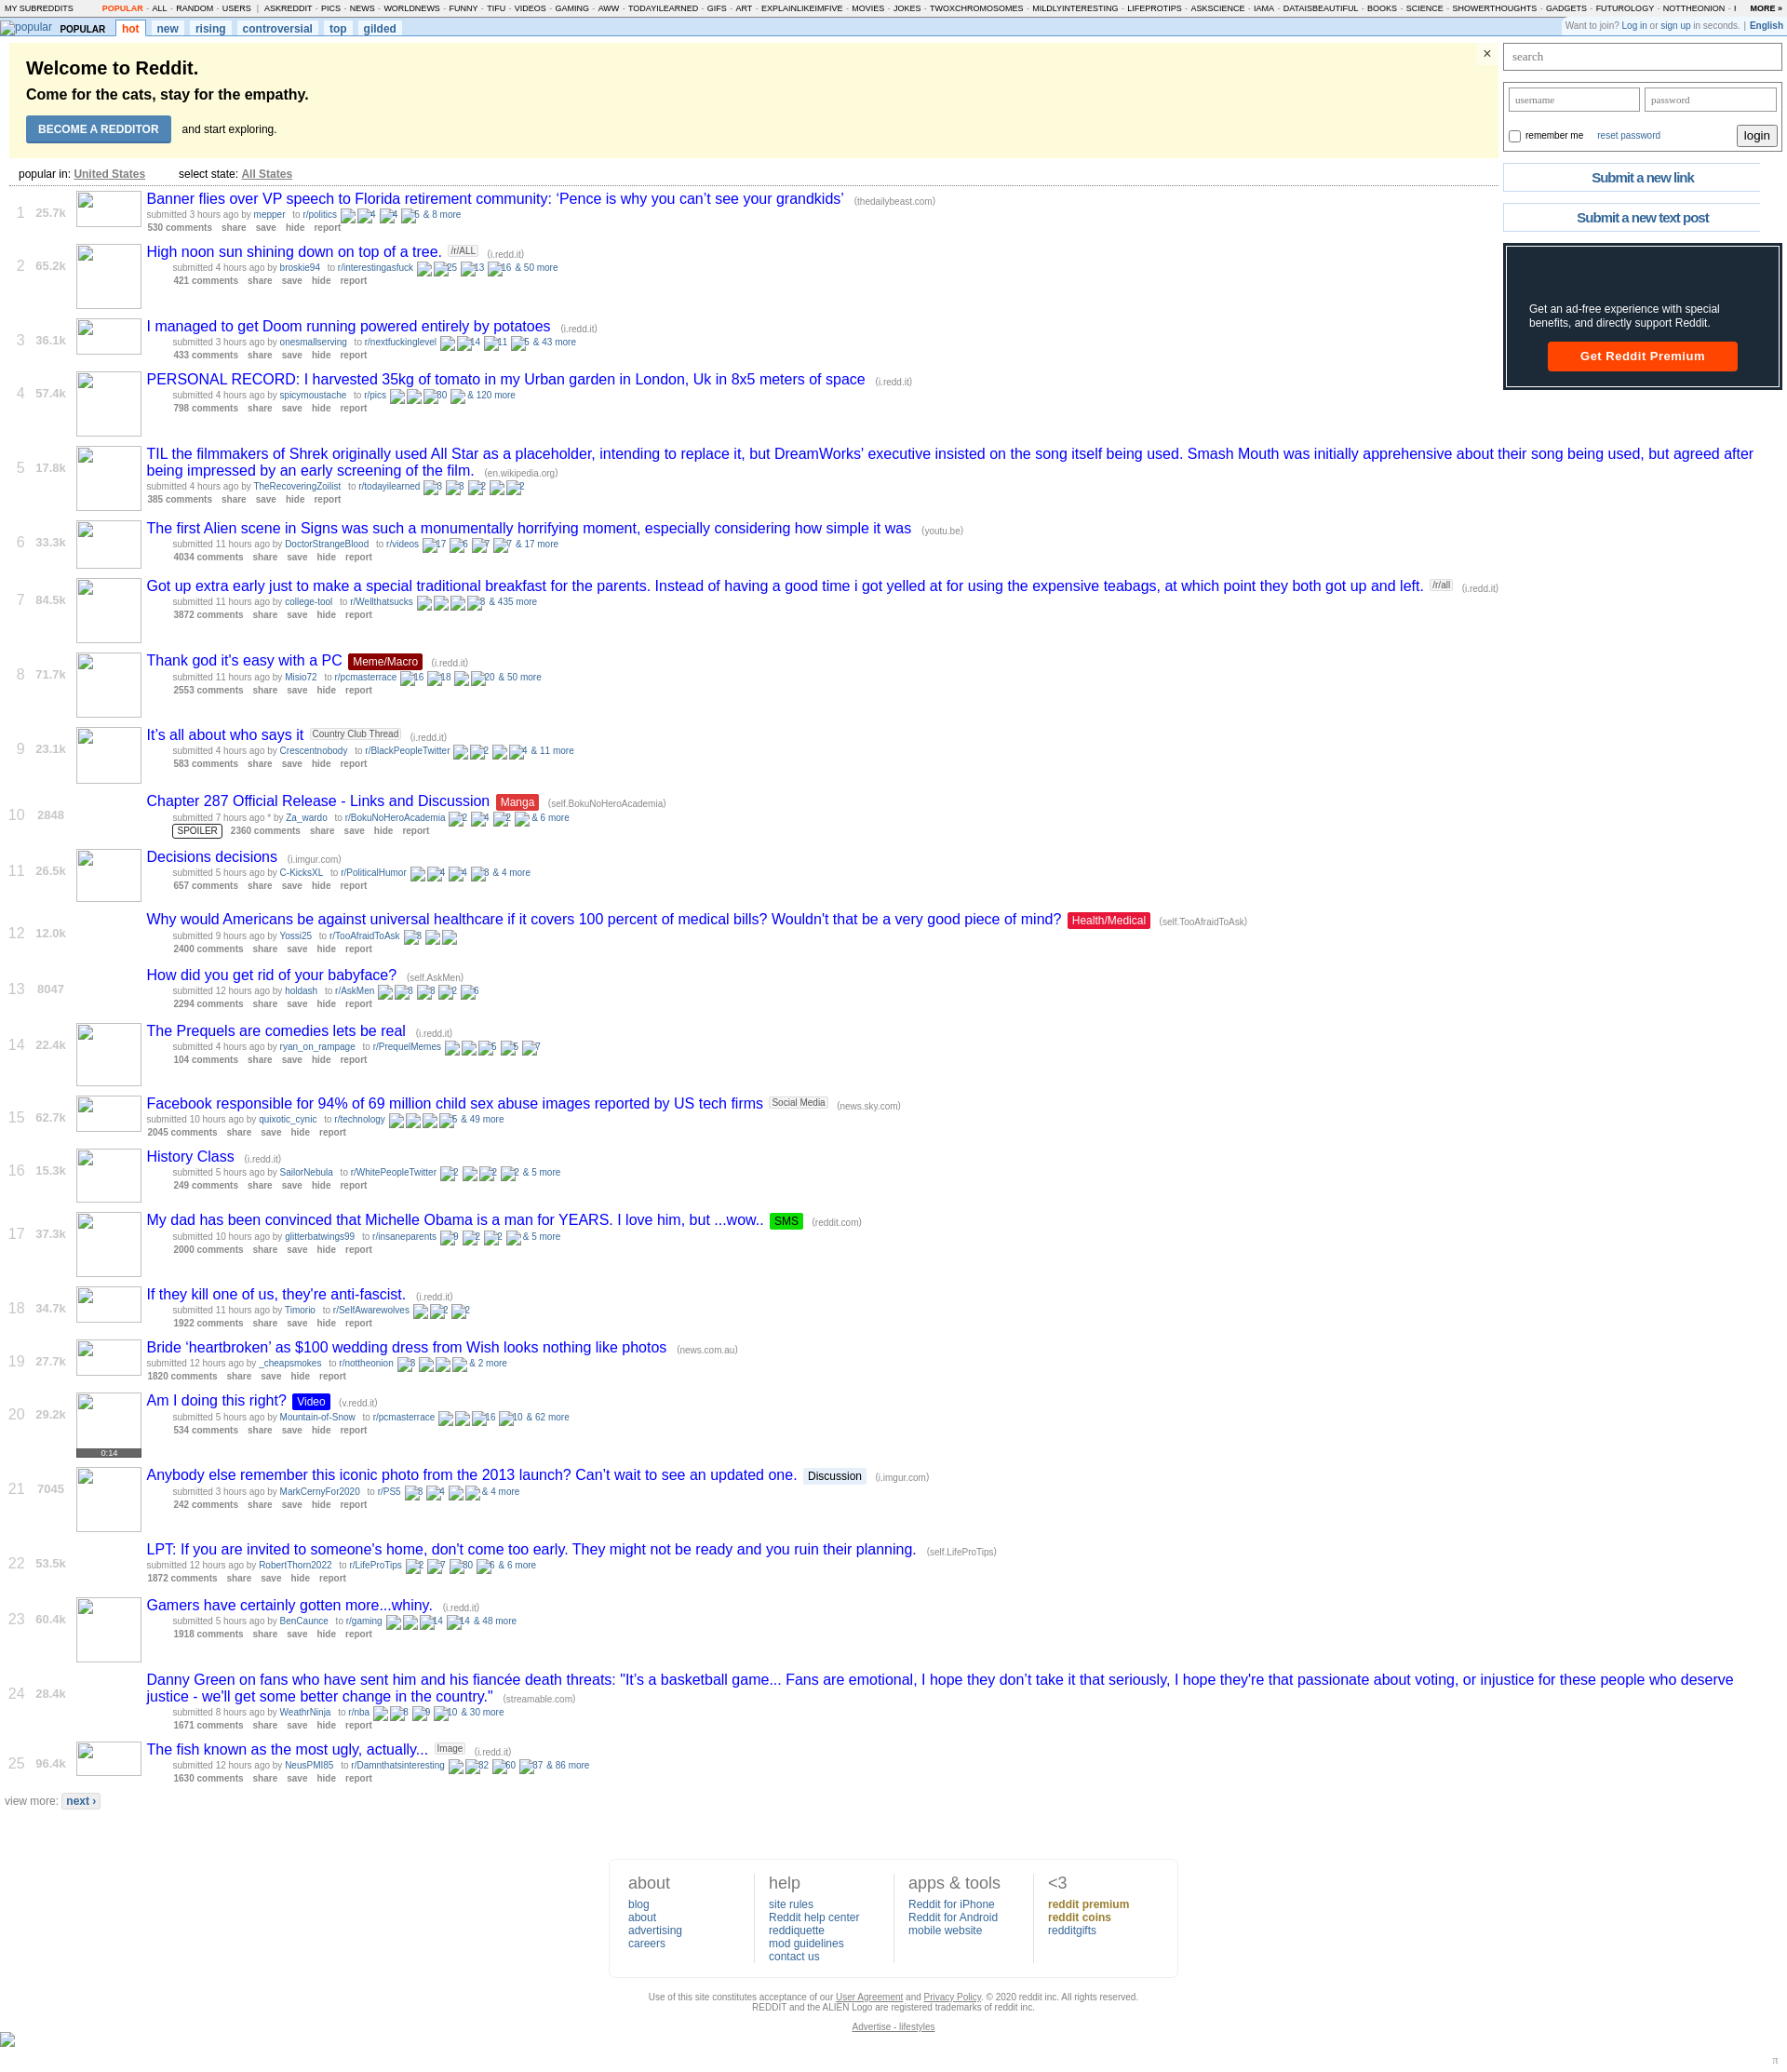 MY SUBREDDITS POPULAR - ALL - RANDOM - USERS | ASKREDDIT - PICS - NEWS - WORLDNEWS - FUNNY - TIFU - VIDEOS - GAMING - AWW - TODAYILEARNED - GIFS - ART - EXPLAINLIKEIMFIVE - MOVIES - JOKES - TWOXCHROMOSOMES - MILDLYINTERESTING - LIFEPROTIPS - ASKSCIENCE - IAMA - DATAISBEAUTIFUL - BOOKS - SCIENCE - SHOWERTHOUGHTS - GADGETS - FUTUROLOGY - NOTTHEONION - MORE »
popular POPULAR hot new rising controversial top gilded
Want to join? Log in or sign up in seconds. | English
Welcome to Reddit. ×
Come for the cats, stay for the empathy.
BECOME A REDDITOR and start exploring.
search
username password
remember me reset password login
Submit a new link
Submit a new text post
Get an ad-free experience with special
benefits, and directly support Reddit.
Get Reddit Premium
popular in: United States select state: All States
1 25.7k Banner flies over VP speech to Florida retirement community: ‘Pence is why you can’t see your grandkids’ (thedailybeast.com)
submitted 3 hours ago by mepper to r/politics 4 4 5 & 8 more
530 comments share save hide report
2 65.2k High noon sun shining down on top of a tree. /r/ALL (i.redd.it)
submitted 4 hours ago by broskie94 to r/interestingasfuck 25 13 16 & 50 more
421 comments share save hide report
3 36.1k I managed to get Doom running powered entirely by potatoes (i.redd.it)
submitted 3 hours ago by onesmallserving to r/nextfuckinglevel 14 11 5 & 43 more
433 comments share save hide report
4 57.4k PERSONAL RECORD: I harvested 35kg of tomato in my Urban garden in London, Uk in 8x5 meters of space (i.redd.it)
submitted 4 hours ago by spicymoustache to r/pics 30 & 120 more
798 comments share save hide report
5 17.8k TIL the filmmakers of Shrek originally used All Star as a placeholder, intending to replace it, but DreamWorks' executive insisted on the song itself being used. Smash Mouth was initially apprehensive about their song being used, but agreed after
being impressed by an early screening of the film. (en.wikipedia.org)
submitted 4 hours ago by TheRecoveringZoilist to r/todayilearned 3 3 2 2
385 comments share save hide report
6 33.3k The first Alien scene in Signs was such a monumentally horrifying moment, especially considering how simple it was (youtu.be)
submitted 11 hours ago by DoctorStrangeBlood to r/videos 17 6 7 7 & 17 more
4034 comments share save hide report
7 84.5k Got up extra early just to make a special traditional breakfast for the parents. Instead of having a good time i got yelled at for using the expensive teabags, at which point they both got up and left. /r/all (i.redd.it)
submitted 11 hours ago by college-tool to r/Wellthatsucks 3 & 435 more
3872 comments share save hide report
8 71.7k Thank god it's easy with a PC Meme/Macro (i.redd.it)
submitted 11 hours ago by Misio72 to r/pcmasterrace 16 18 20 & 50 more
2553 comments share save hide report
9 23.1k It’s all about who says it Country Club Thread (i.redd.it)
submitted 4 hours ago by Crescentnobody to r/BlackPeopleTwitter 2 4 & 11 more
583 comments share save hide report
10 2848 Chapter 287 Official Release - Links and Discussion Manga (self.BokuNoHeroAcademia)
submitted 7 hours ago * by Za_wardo to r/BokuNoHeroAcademia 2 4 2 & 6 more
SPOILER 2360 comments share save hide report
11 26.5k Decisions decisions (i.imgur.com)
submitted 5 hours ago by C-KicksXL to r/PoliticalHumor 4 4 3 & 4 more
657 comments share save hide report
12 12.0k Why would Americans be against universal healthcare if it covers 100 percent of medical bills? Wouldn't that be a very good piece of mind? Health/Medical (self.TooAfraidToAsk)
submitted 9 hours ago by Yossi25 to r/TooAfraidToAsk 3
2400 comments share save hide report
13 8047 How did you get rid of your babyface? (self.AskMen)
submitted 12 hours ago by holdash to r/AskMen 3 3 2 6
2294 comments share save hide report
14 22.4k The Prequels are comedies lets be real (i.redd.it)
submitted 4 hours ago by ryan_on_rampage to r/PrequelMemes 5 5 7
104 comments share save hide report
15 62.7k Facebook responsible for 94% of 69 million child sex abuse images reported by US tech firms Social Media (news.sky.com)
submitted 10 hours ago by quixotic_cynic to r/technology 5 & 49 more
2045 comments share save hide report
16 15.3k History Class (i.redd.it)
submitted 5 hours ago by SailorNebula to r/WhitePeopleTwitter 2 2 2 & 5 more
249 comments share save hide report
17 37.3k My dad has been convinced that Michelle Obama is a man for YEARS. I love him, but ...wow.. SMS (reddit.com)
submitted 10 hours ago by glitterbatwings99 to r/insaneparents 9 2 2 & 5 more
2000 comments share save hide report
18 34.7k If they kill one of us, they're anti-fascist. (i.redd.it)
submitted 11 hours ago by Timorio to r/SelfAwarewolves 2 2
1922 comments share save hide report
19 27.7k Bride ‘heartbroken’ as $100 wedding dress from Wish looks nothing like photos (news.com.au)
submitted 12 hours ago by _cheapsmokes to r/nottheonion 3 & 2 more
1820 comments share save hide report
20 29.2k Am I doing this right? Video (v.redd.it)
submitted 5 hours ago by Mountain-of-Snow to r/pcmasterrace 16 10 & 62 more
534 comments share save hide report
0:14
21 7045 Anybody else remember this iconic photo from the 2013 launch? Can’t wait to see an updated one. Discussion (i.imgur.com)
submitted 3 hours ago by MarkCernyFor2020 to r/PS5 3 4 & 4 more
242 comments share save hide report
22 53.5k LPT: If you are invited to someone's home, don't come too early. They might not be ready and you ruin their planning. (self.LifeProTips)
submitted 12 hours ago by RobertThorn2022 to r/LifeProTips 2 7 30 6 & 6 more
1872 comments share save hide report
23 60.4k Gamers have certainly gotten more...whiny. (i.redd.it)
submitted 5 hours ago by BenCaunce to r/gaming 14 14 & 48 more
1918 comments share save hide report
24 28.4k Danny Green on fans who have sent him and his fiancée death threats: "It’s a basketball game... Fans are emotional, I hope they don’t take it that seriously, I hope they're that passionate about voting, or injustice for these people who deserve
justice - we'll get some better change in the country." (streamable.com)
submitted 8 hours ago by WeathrNinja to r/nba 8 9 10 & 30 more
1671 comments share save hide report
25 96.4k The fish known as the most ugly, actually... Image (i.redd.it)
submitted 12 hours ago by NeusPMI85 to r/Damnthatsinteresting 82 60 37 & 86 more
1630 comments share save hide report
view more: next ›
about help apps & tools <3
blog site rules Reddit for iPhone reddit premium
about Reddit help center Reddit for Android reddit coins
advertising reddiquette mobile website redditgifts
careers mod guidelines
contact us
Use of this site constitutes acceptance of our User Agreement and Privacy Policy. © 2020 reddit inc. All rights reserved.
REDDIT and the ALIEN Logo are registered trademarks of reddit inc.
Advertise - lifestyles
π